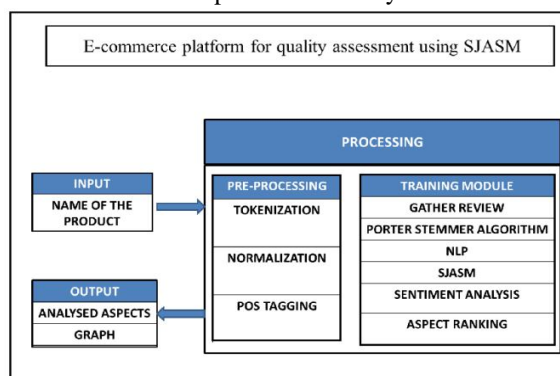 E-commerce platform for quality assessment using SJASM
PROCESSING
INPUT
NAME OF THE
PRODUCT
PRE-PROCESSING
TOKENIZATION
NORMALIZATION
POS TAGGING
TRAINING MODULE
GATHER REVIEW
PORTER STEMMER ALGORITHM
NLP
SJASM
SENTIMENT ANALYSIS
ASPECT RANKING
OUTPUT
ANALYSED ASPECTS
GRAPH